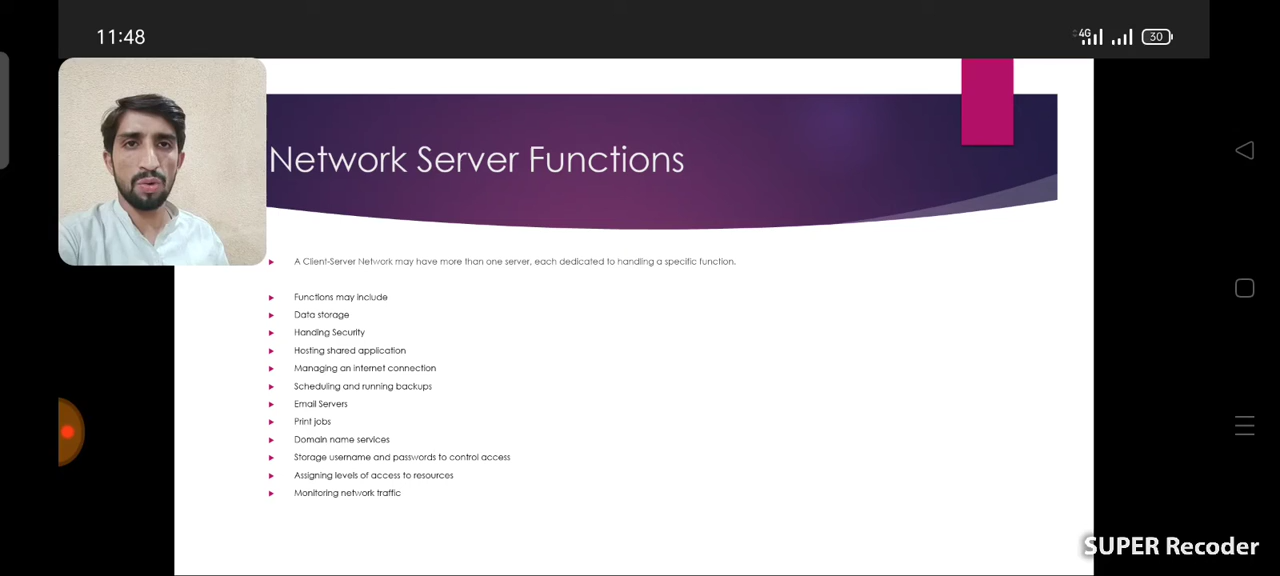 11:48
4G
30
Network Server Functions
A Client-Server Network may have more than one server, each dedicated to handling a specific function.
Functions may include
Data storage
Handing Security
Hosting shared application
Managing an internet connection
Scheduling and running backups
Email Servers
Print jobs
Domain name services
Storage username and passwords to control access
Assigning levels of access to resources
Monitoring network traffic
SUPER Recoder